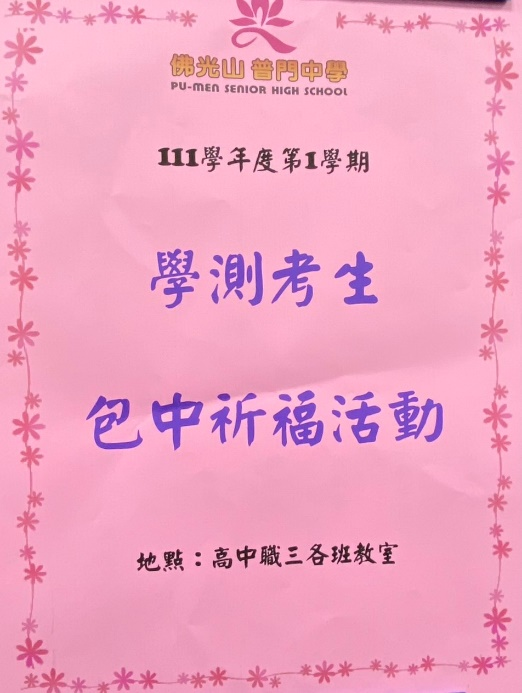 佛光山 普門中學
PU-MEN SENIOR HIGH SCHOOL
111學年度第1學期
學測考生
包中祈福活動
地點：高中職三各班教室